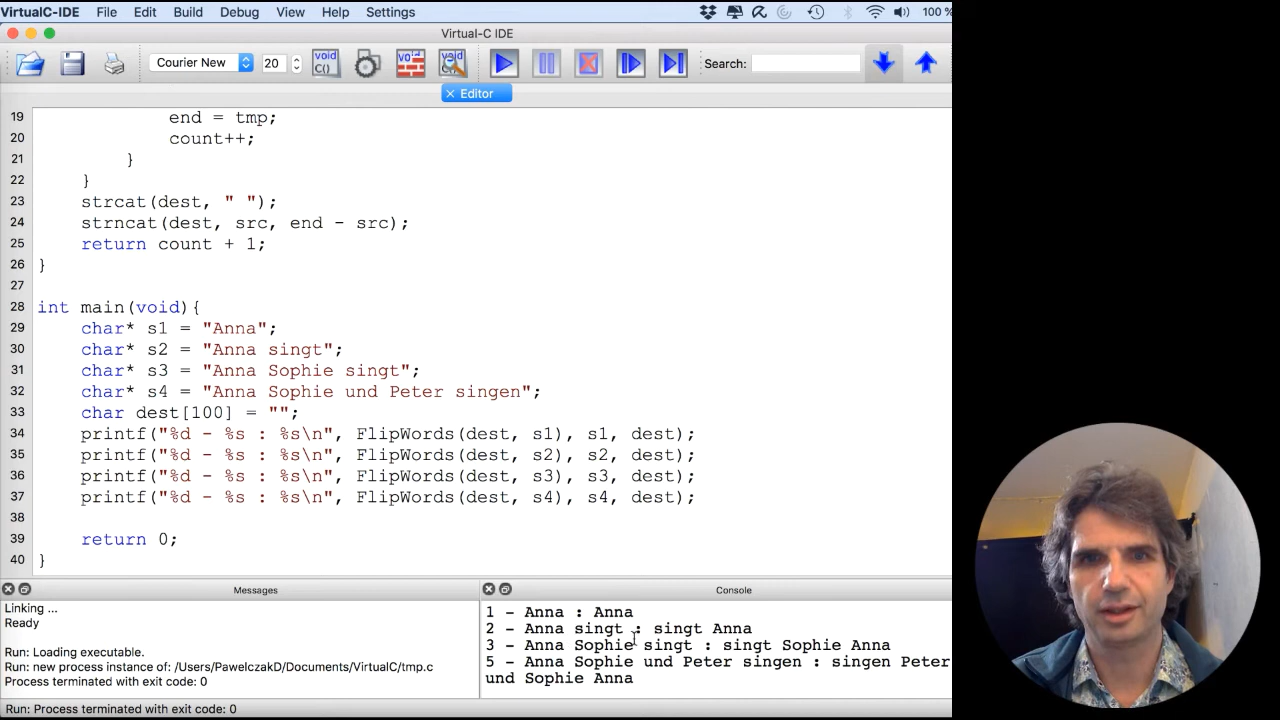 VirtualC-IDE File Edit Build Debug View Help Settings 100 %
Virtual-C IDE
Courier New 20 void C() void void C() Search:
× Editor
19 end = tmp;
20 count++;
21 }
22 }
23 strcat(dest, " ");
24 strncat(dest, src, end - src);
25 return count + 1;
26 }
27
28 int main(void){
29 char* s1 = "Anna";
30 char* s2 = "Anna singt";
31 char* s3 = "Anna Sophie singt";
32 char* s4 = "Anna Sophie und Peter singen";
33 char dest[100] = "";
34 printf("%d - %s : %s\n", FlipWords(dest, s1), s1, dest);
35 printf("%d - %s : %s\n", FlipWords(dest, s2), s2, dest);
36 printf("%d - %s : %s\n", FlipWords(dest, s3), s3, dest);
37 printf("%d - %s : %s\n", FlipWords(dest, s4), s4, dest);
38
39 return 0;
40 }
Messages
Linking ...
Ready
Run: Loading executable.
Run: new process instance of: /Users/PawelczakD/Documents/VirtualC/tmp.c
Process terminated with exit code: 0
Console
1 - Anna : Anna
2 - Anna singt : singt Anna
3 - Anna Sophie singt : singt Sophie Anna
5 - Anna Sophie und Peter singen : singen Peter
und Sophie Anna
Run: Process terminated with exit code: 0